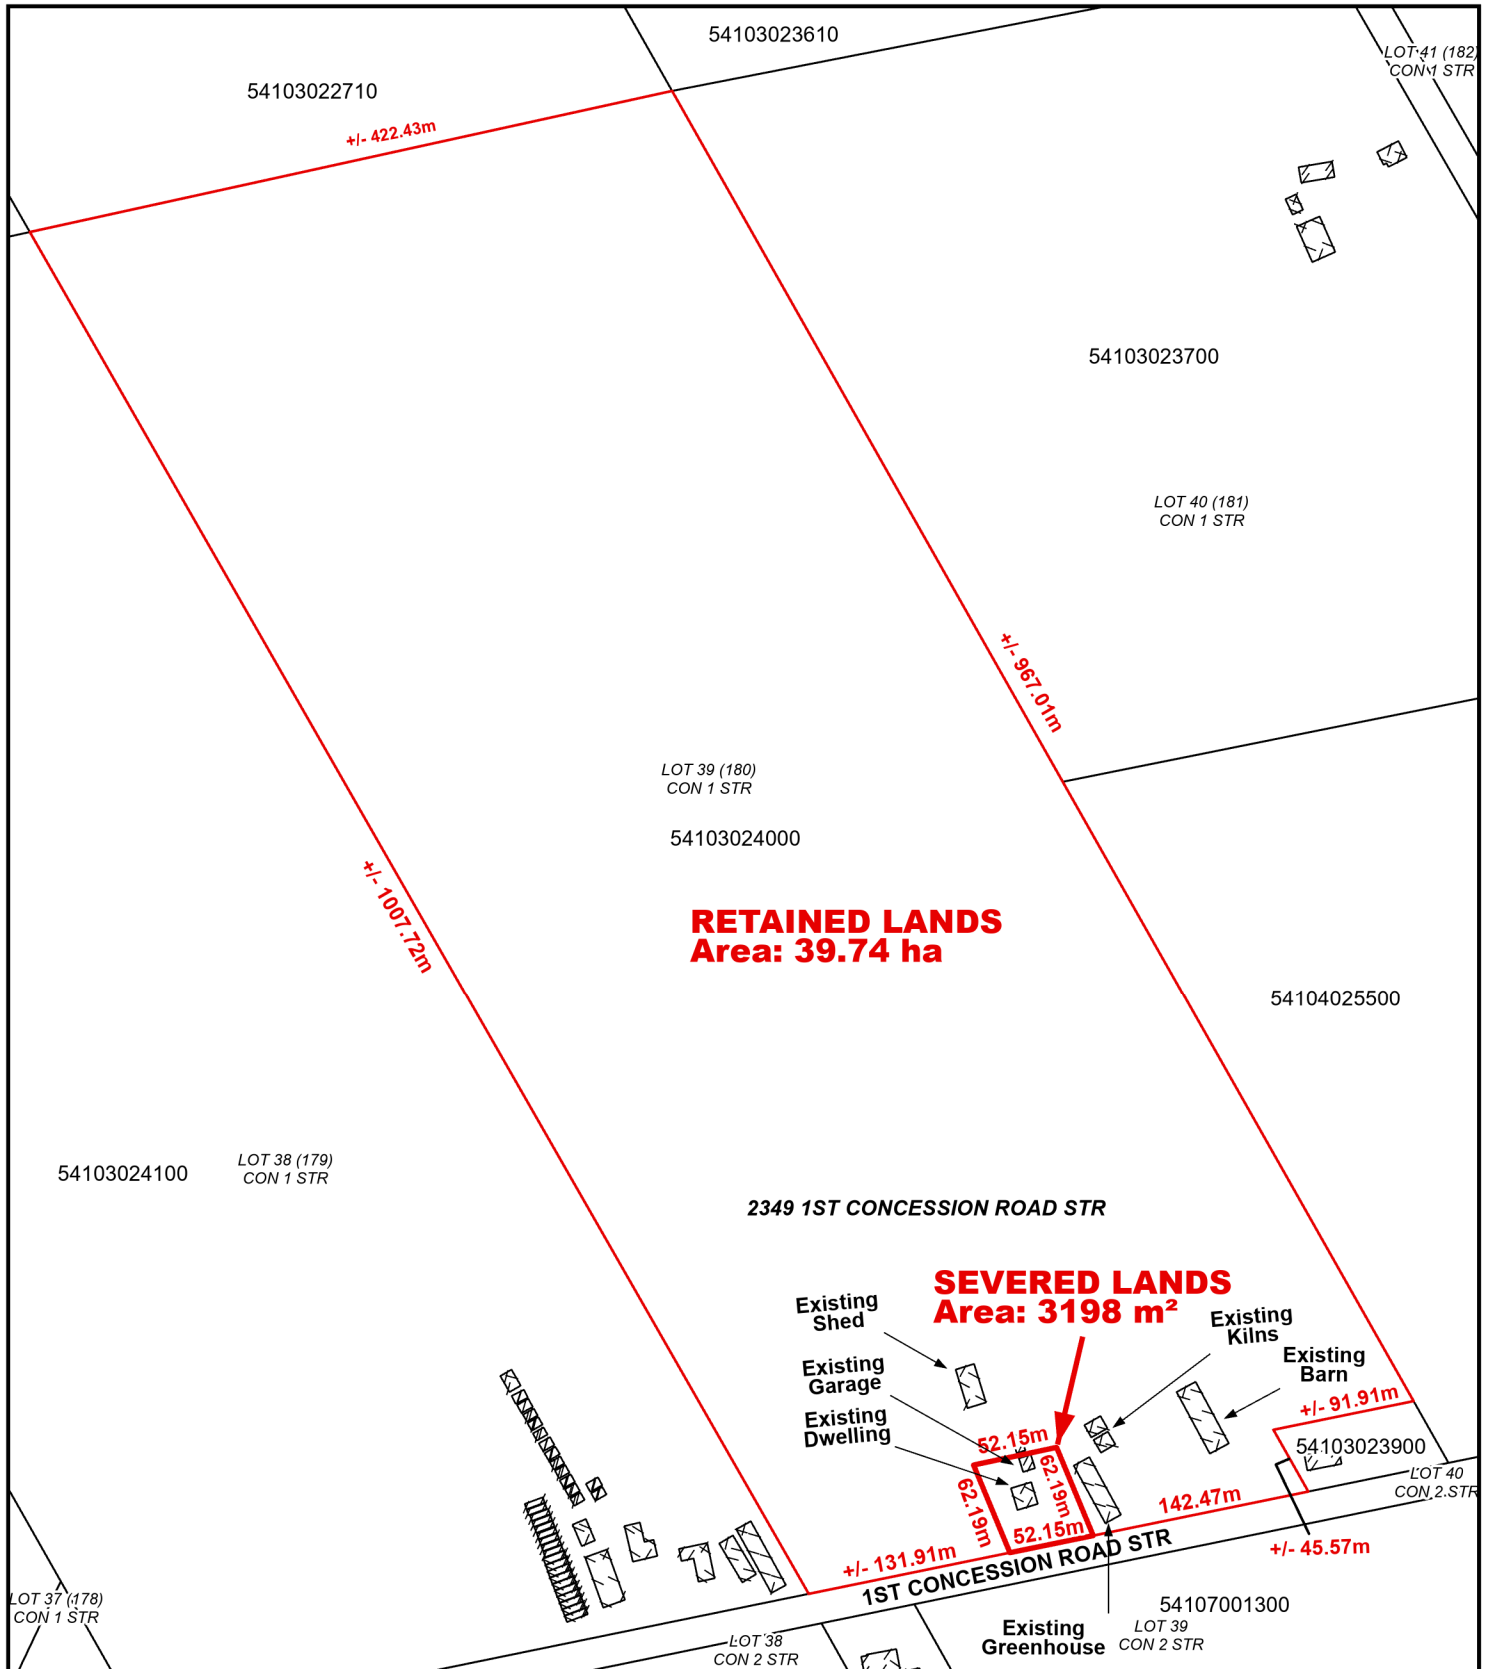 54103023610
LOT 41 (182)
CON 1 STR
54103022710
+/- 422.43m
54103023700
LOT 40 (181)
CON 1 STR
+/- 967.01m
LOT 39 (180)
CON 1 STR
54103024000
+/- 1007.72m
RETAINED LANDS
Area: 39.74 ha
54104025500
54103024100
LOT 38 (179)
CON 1 STR
2349 1ST CONCESSION ROAD STR
SEVERED LANDS
Area: 3198 m²
Existing
Shed
Existing
Kilns
Existing
Garage
Existing
Barn
Existing
Dwelling
+/- 91.91m
52.15m
54103023900
62.19m
62.19m
LOT 40
CON 2 STR
142.47m
52.15m
+/- 131.91m
+/- 45.57m
1ST CONCESSION ROAD STR
LOT 37 (178)
CON 1 STR
54107001300
Existing
Greenhouse
LOT 39
CON 2 STR
LOT 38
CON 2 STR